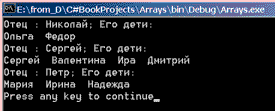 E:\from_D\C#BookProjects\Arrays\bin\Debug\Arrays.exe
Отец : Николай; Его дети:
Ольга Федор
Отец : Сергей; Его дети:
Сергей Валентина Ира Дмитрий
Отец : Петр; Его дети:
Мария Ирина Надежда
Press any key to continue